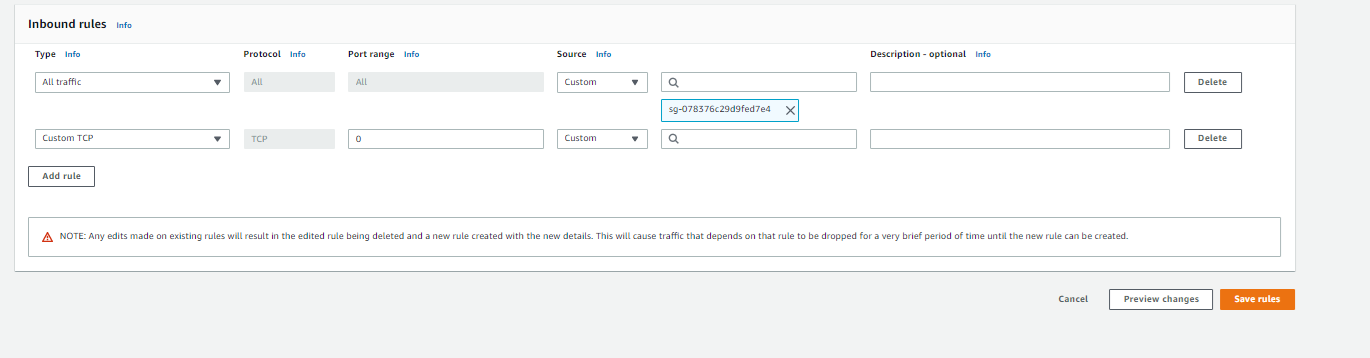 Inbound rules Info
Type Info Protocol Info Port range Info Source Info Description - optional Info
All traffic All All Custom Delete
sg-078376c29d9fed7e4
Custom TCP TCP 0 Custom Delete
Add rule
NOTE: Any edits made on existing rules will result in the edited rule being deleted and a new rule created with the new details. This will cause traffic that depends on that rule to be dropped for a very brief period of time until the new rule can be created.
Cancel Preview changes Save rules